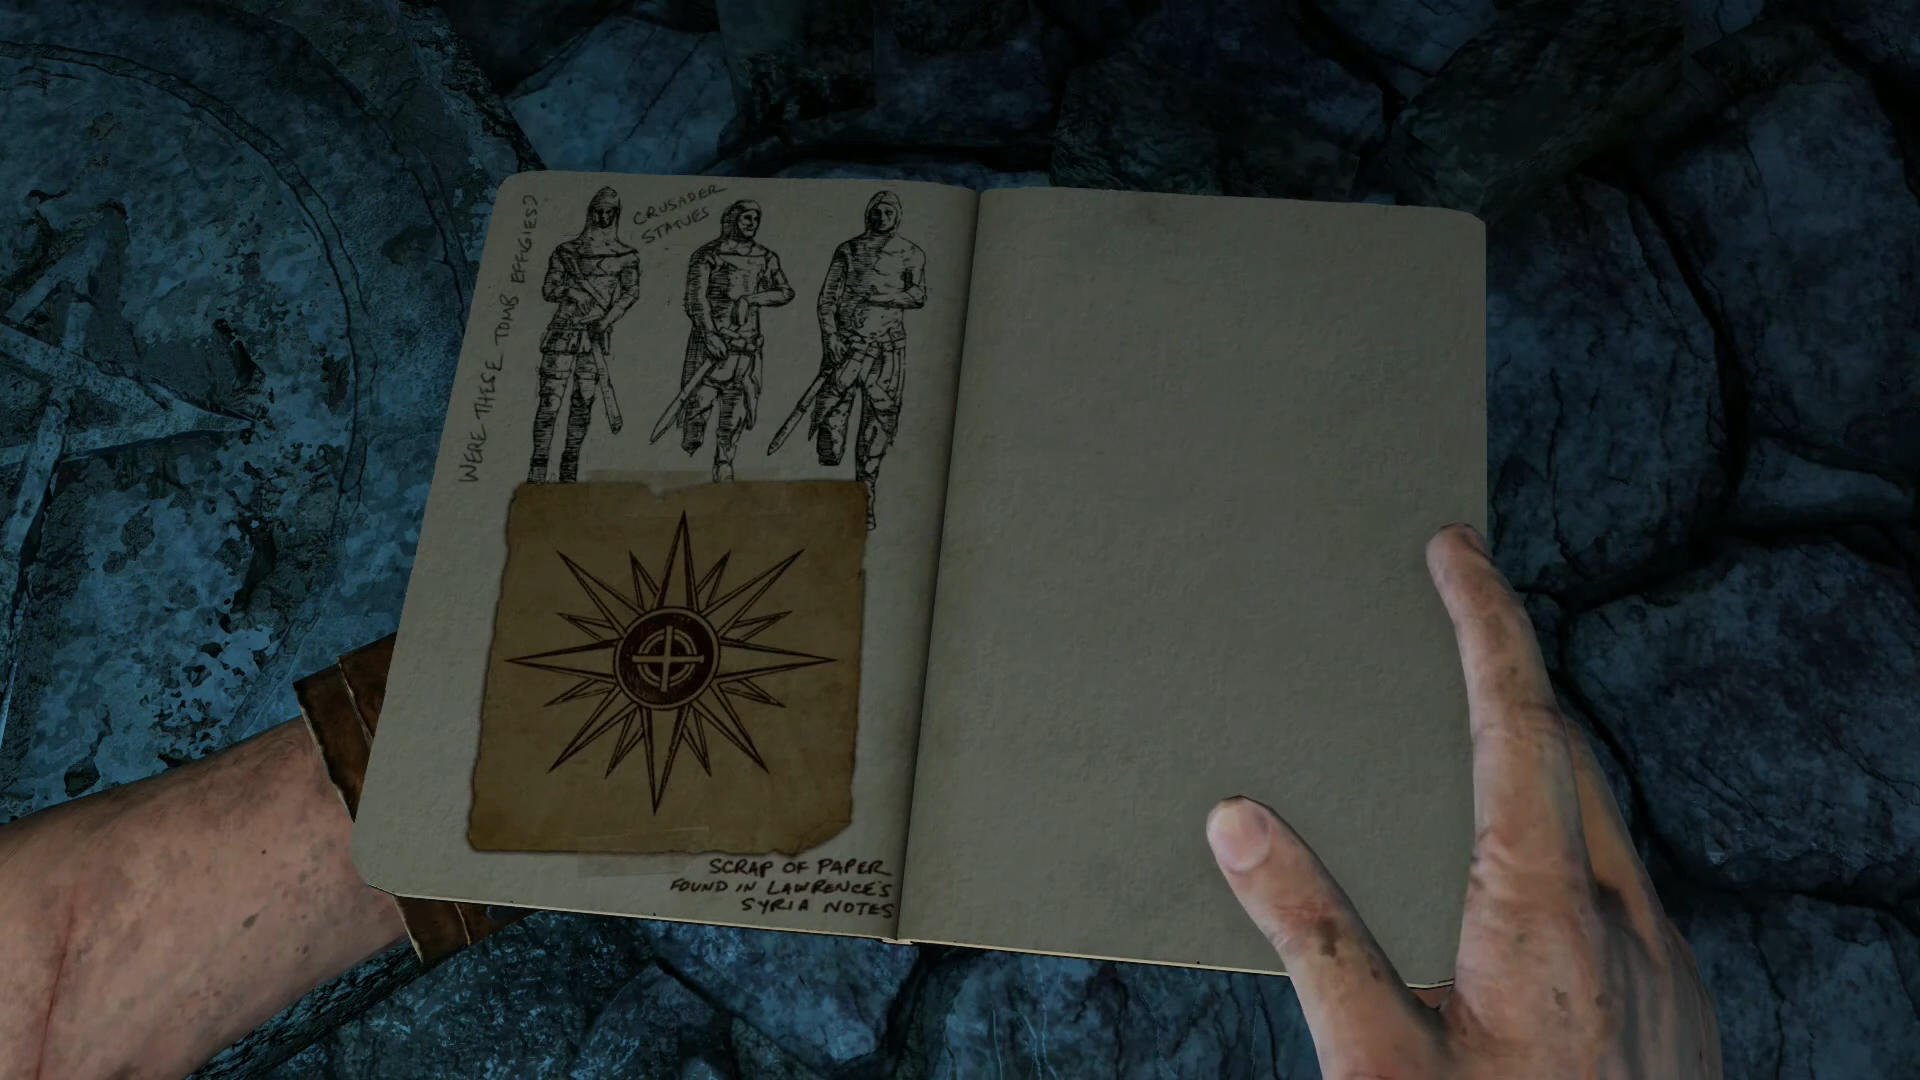 CRUSADER
STATUES
WERE THESE TOMB EFFIGIES?
SCRAP OF PAPER
FOUND IN LAWRENCE'S
SYRIA NOTES